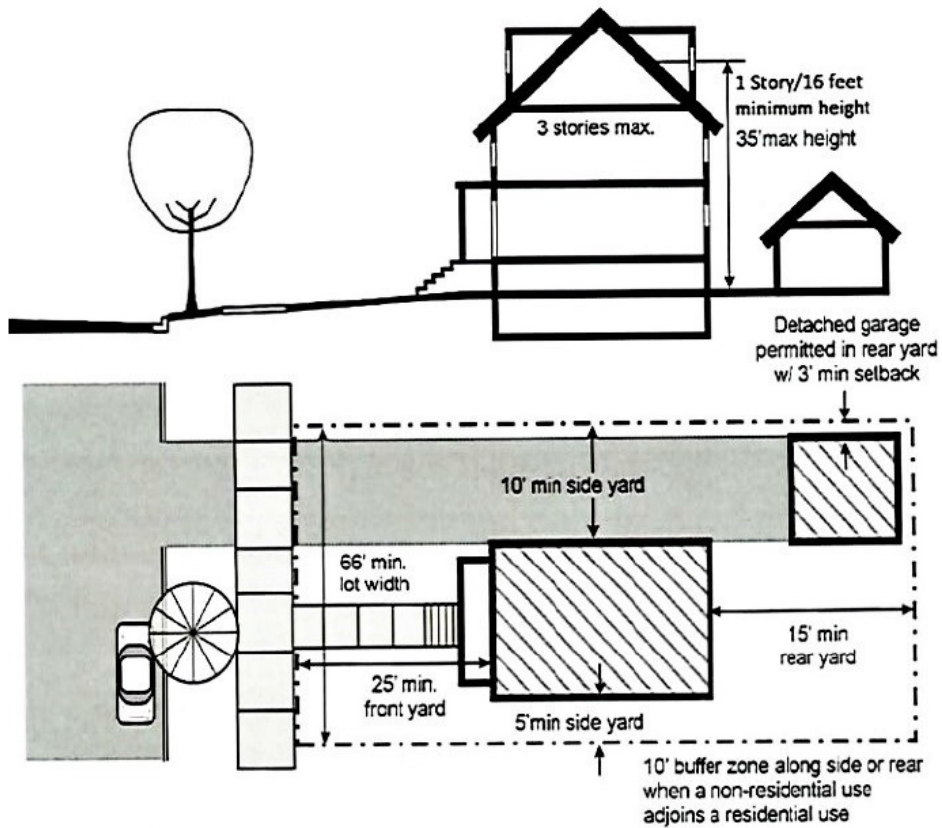 1 Story/16 feet
minimum height
35'max height
3 stories max.
Detached garage
permitted in rear yard
w/ 3' min setback
10' min side yard
66' min.
lot width
25' min.
front yard
15' min
rear yard
5'min side yard
10' buffer zone along side or rear
when a non-residential use
adjoins a residential use